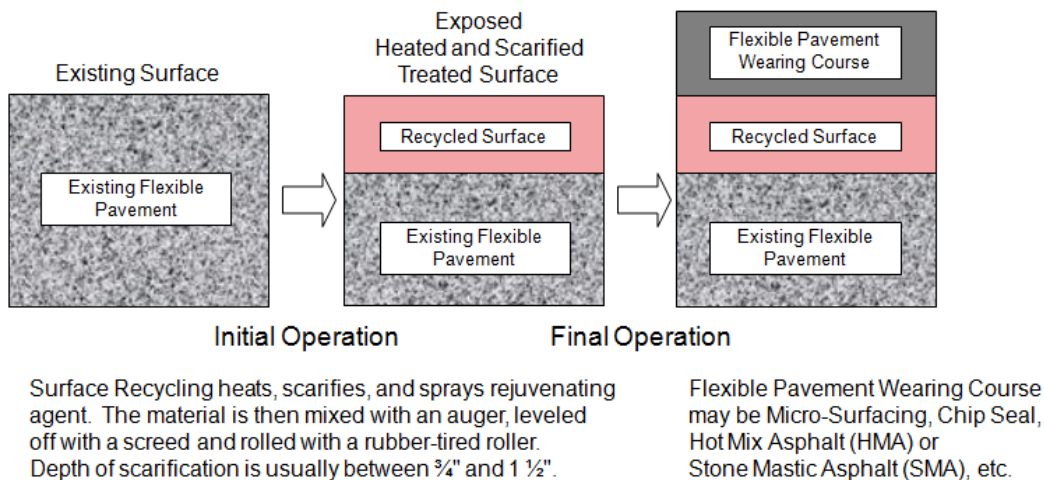 Existing Surface
Existing Flexible
Pavement
Exposed
Heated and Scarified
Treated Surface
Recycled Surface
Existing Flexible
Pavement
Flexible Pavement
Wearing Course
Recycled Surface
Existing Flexible
Pavement
Initial Operation
Final Operation
Surface Recycling heats, scarifies, and sprays rejuvenating
agent.  The material is then mixed with an auger, leveled
off with a screed and rolled with a rubber-tired roller.
Depth of scarification is usually between ¾" and 1 ½".
Flexible Pavement Wearing Course
may be Micro-Surfacing, Chip Seal,
Hot Mix Asphalt (HMA) or
Stone Mastic Asphalt (SMA), etc.